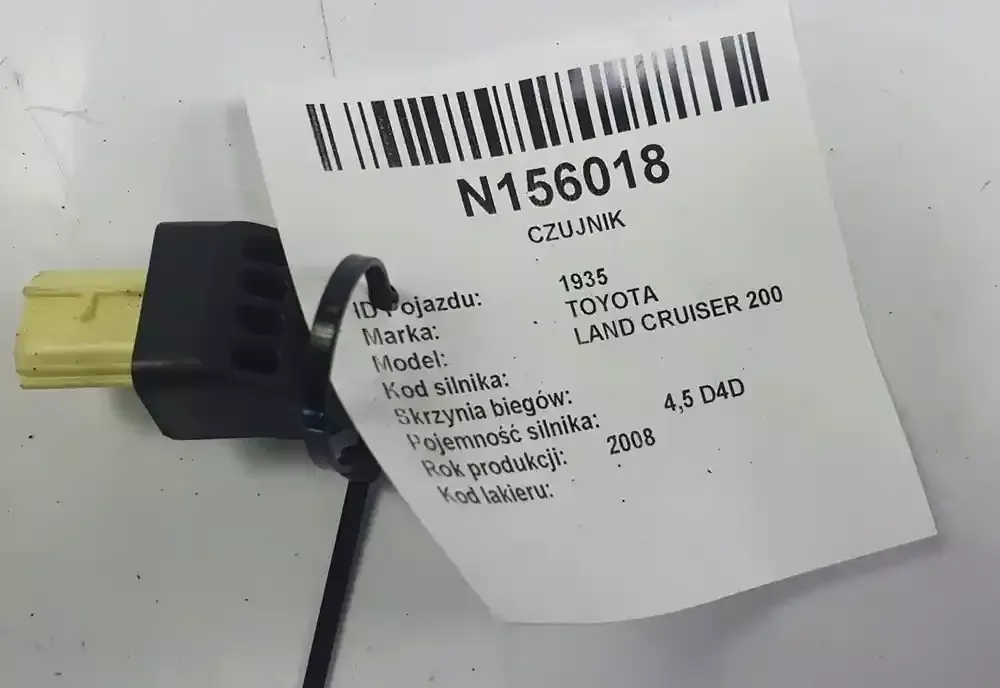 N156018
CZUJNIK
ID Pojazdu: 1935
Marka: TOYOTA
Model: LAND CRUISER 200
Kod silnika:
Skrzynia biegów:
Pojemność silnika: 4,5 D4D
Rok produkcji: 2008
Kod lakieru: